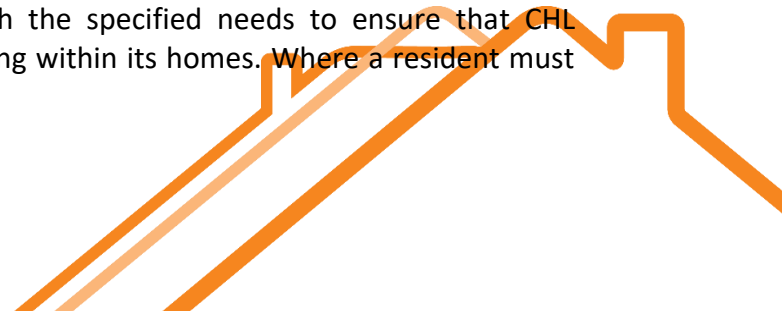 h the specified needs to ensure that CHL
ng within its homes. Where a resident must